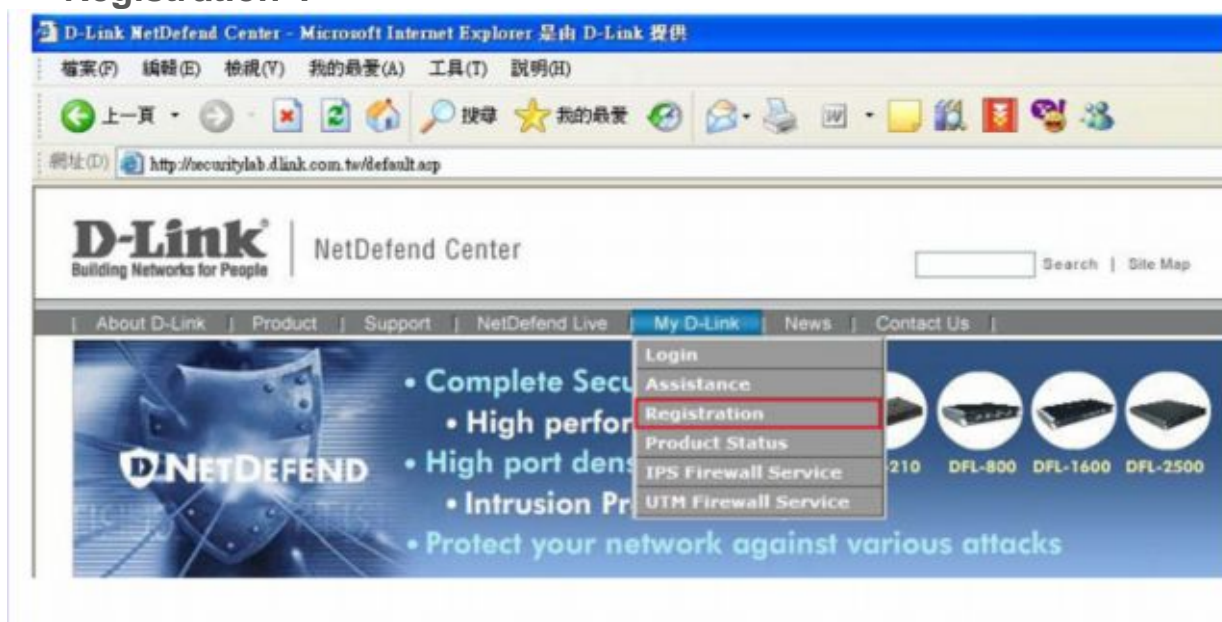 D-Link NetDefend Center - Microsoft Internet Explorer 是由 D-Link 提供
檔案(F) 編輯(E) 檢視(V) 我的最愛(A) 工具(T) 說明(H)
上一頁 搜尋 我的最愛
網址(D) http://securitylab.dlink.com.tw/default.asp
D-Link
Building Networks for People
NetDefend Center
Search | Site Map
| About D-Link | Product | Support | NetDefend Live | My D-Link | News | Contact Us |
Login
Assistance
Registration
Product Status
IPS Firewall Service
UTM Firewall Service
NETDEFEND
• Complete Secu
• High perfor
• High port dens
• Intrusion Pr
• Protect your network against various attacks
-210 DFL-800 DFL-1600 DFL-2500